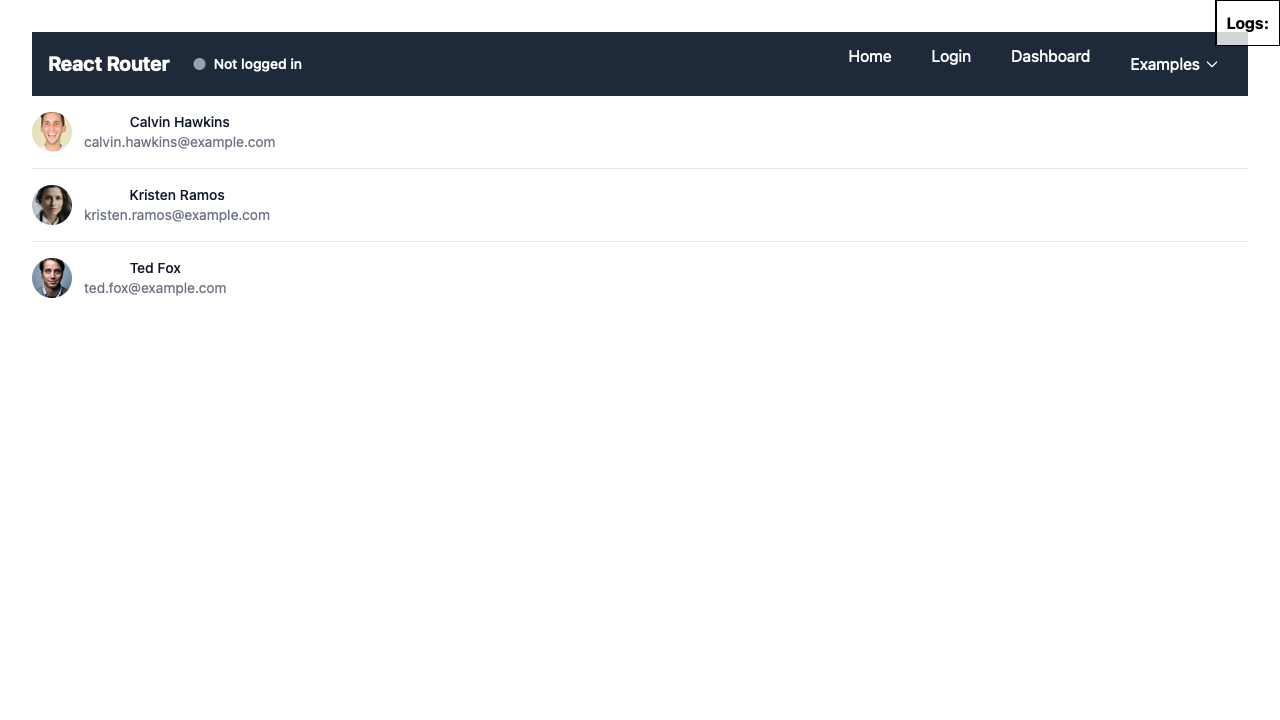 Logs:
React Router
Not logged in
Home
Login
Dashboard
Examples
Calvin Hawkins
calvin.hawkins@example.com
Kristen Ramos
kristen.ramos@example.com
Ted Fox
ted.fox@example.com